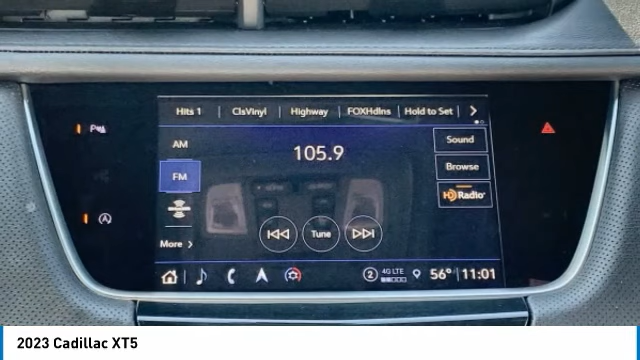 Hits 1 ClsVinyl Highway FOXHdlns Hold to Set
AM
105.9
Sound
FM
Browse
HD Radio
Tune
More
2 4G LTE 56° 11:01
2023 Cadillac XT5